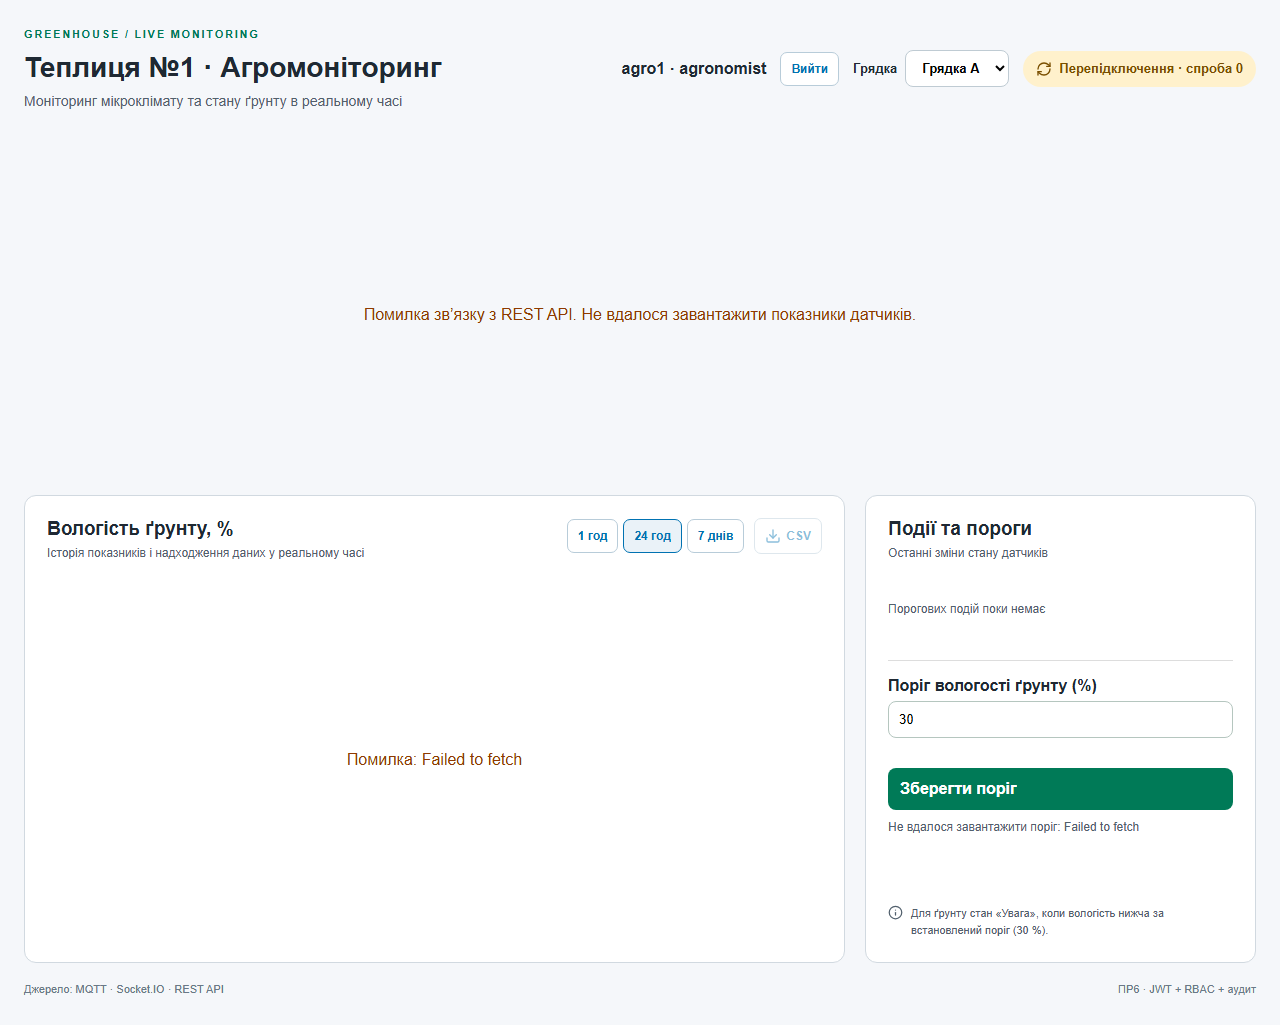 GREENHOUSE / LIVE MONITORING
Теплиця №1 · Агромоніторинг
agro1 · agronomist
Вийти
Грядка
Грядка А
Перепідключення · спроба 0
Моніторинг мікроклімату та стану ґрунту в реальному часі
Помилка зв’язку з REST API. Не вдалося завантажити показники датчиків.
Вологість ґрунту, %
Історія показників і надходження даних у реальному часі
1 год
24 год
7 днів
CSV
Помилка: Failed to fetch
Події та пороги
Останні зміни стану датчиків
Порогових подій поки немає
Поріг вологості ґрунту (%)
30
Зберегти поріг
Не вдалося завантажити поріг: Failed to fetch
Для ґрунту стан «Увага», коли вологість нижча за
встановлений поріг (30 %).
Джерело: MQTT · Socket.IO · REST API
ПР6 · JWT + RBAC + аудит